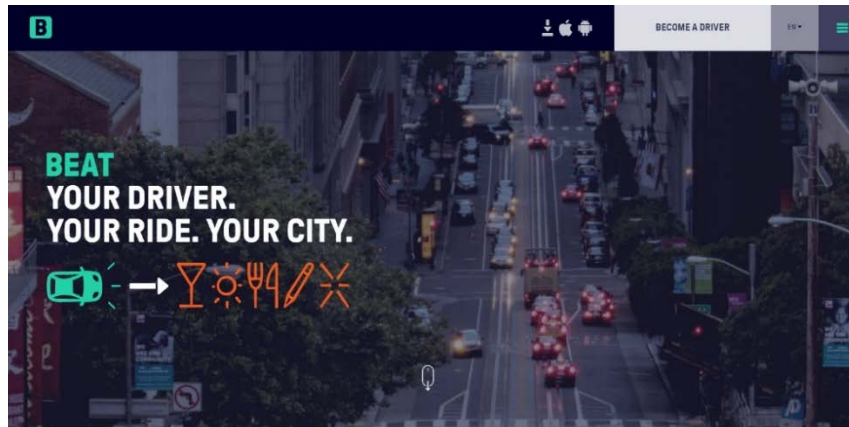 B
BECOME A DRIVER
EN
BEAT
YOUR DRIVER.
YOUR RIDE. YOUR CITY.